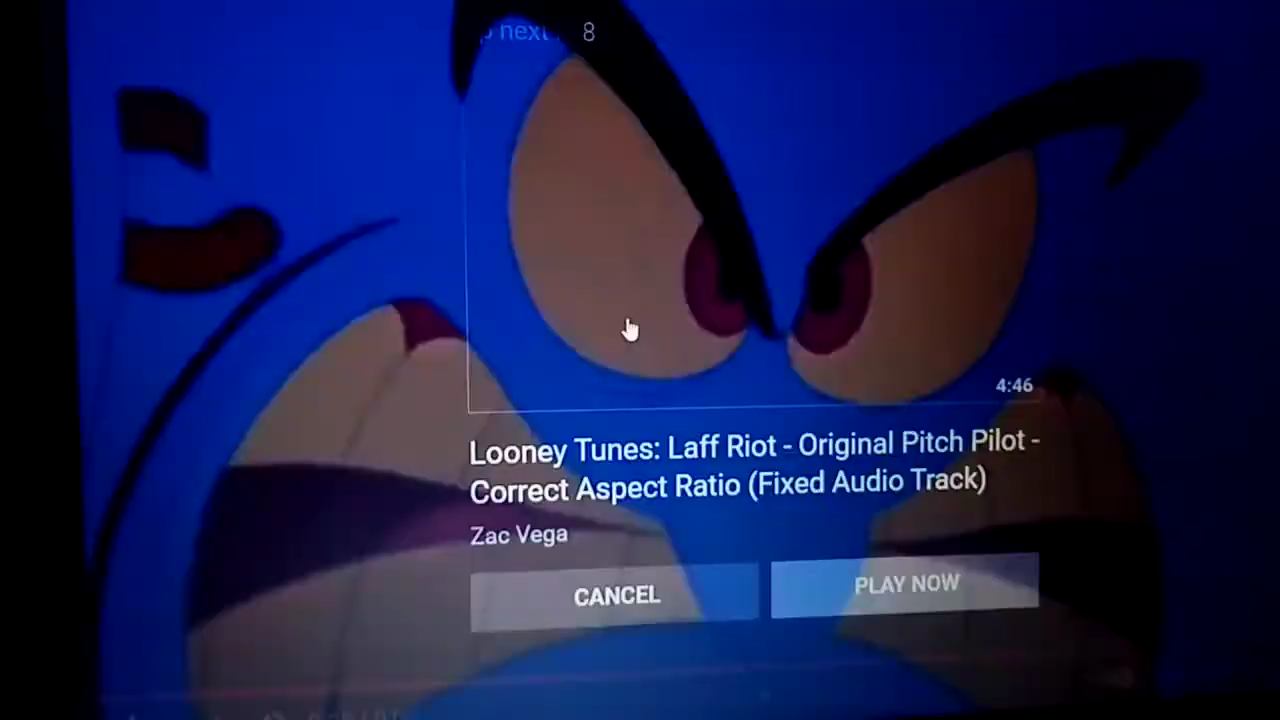 next 8
4:46
Looney Tunes: Laff Riot - Original Pitch Pilot -
Correct Aspect Ratio (Fixed Audio Track)
Zac Vega
CANCEL
PLAY NOW